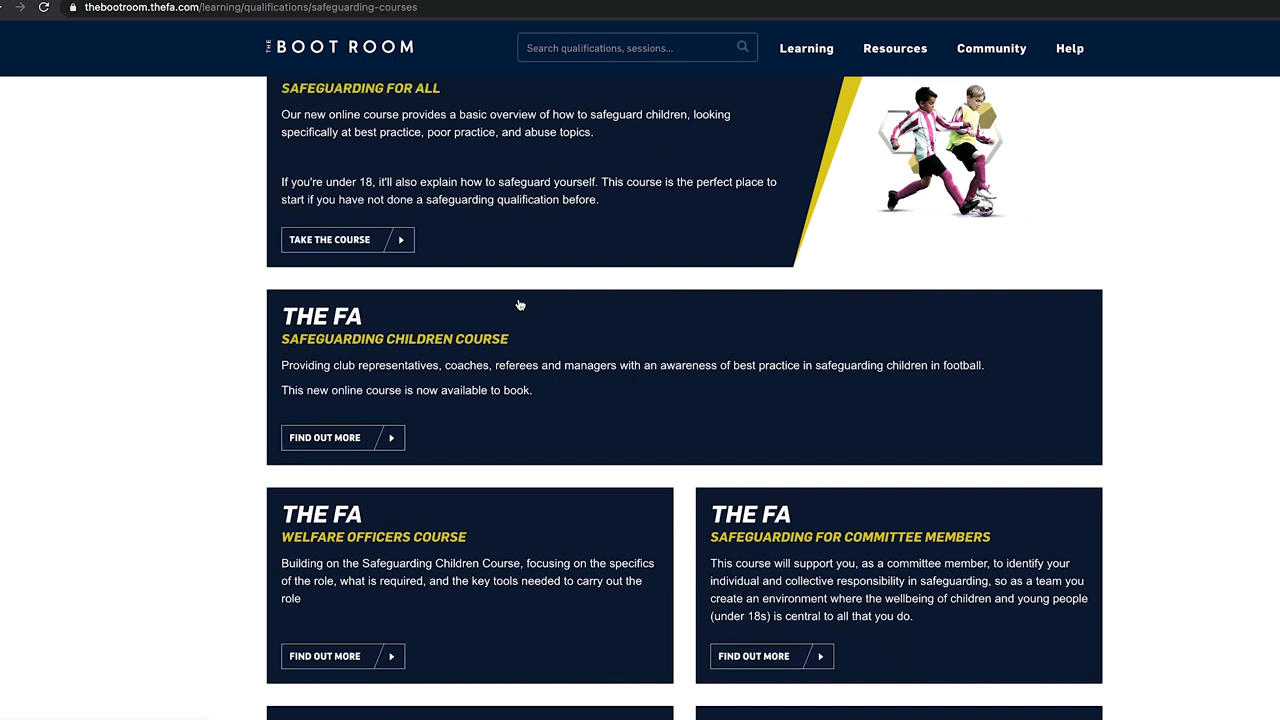 thebootroom.thefa.com/learning/qualifications/safeguarding-courses
THE BOOT ROOM
Search qualifications, sessions...
Learning
Resources
Community
Help
SAFEGUARDING FOR ALL
Our new online course provides a basic overview of how to safeguard children, looking
specifically at best practice, poor practice, and abuse topics.
If you're under 18, it'll also explain how to safeguard yourself. This course is the perfect place to
start if you have not done a safeguarding qualification before.
TAKE THE COURSE
THE FA
SAFEGUARDING CHILDREN COURSE
Providing club representatives, coaches, referees and managers with an awareness of best practice in safeguarding children in football.
This new online course is now available to book.
FIND OUT MORE
THE FA
WELFARE OFFICERS COURSE
Building on the Safeguarding Children Course, focusing on the specifics
of the role, what is required, and the key tools needed to carry out the
role
FIND OUT MORE
THE FA
SAFEGUARDING FOR COMMITTEE MEMBERS
This course will support you, as a committee member, to identify your
individual and collective responsibility in safeguarding, so as a team you
create an environment where the wellbeing of children and young people
(under 18s) is central to all that you do.
FIND OUT MORE